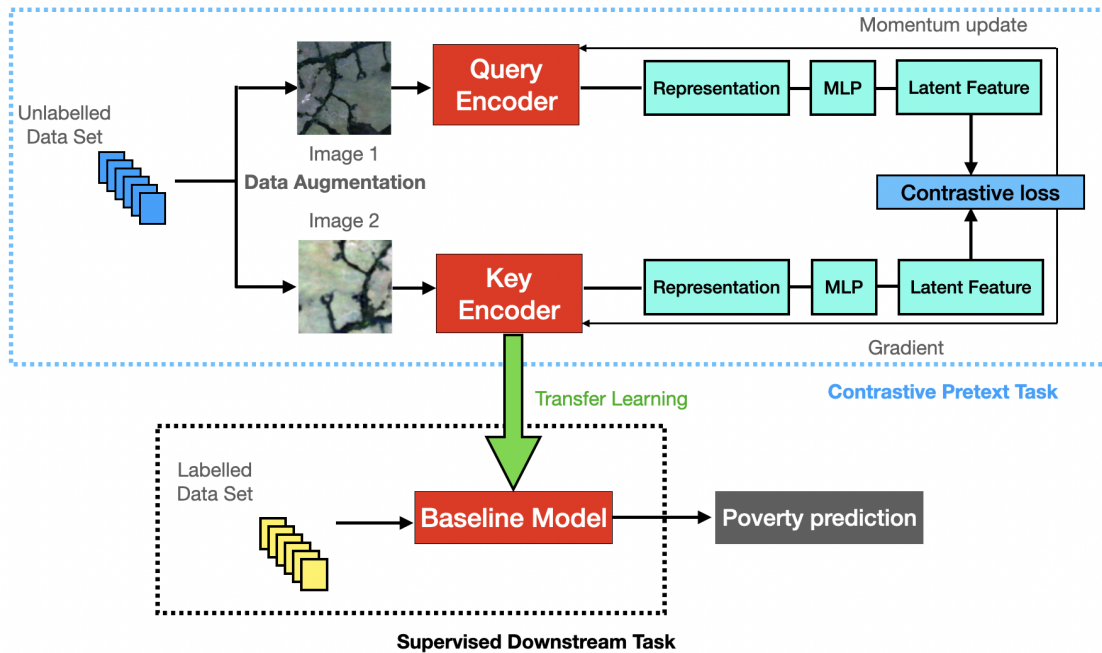 Momentum update
Unlabelled
Data Set
Image 1
Query
Encoder
Representation
MLP
Latent Feature
Data Augmentation
Contrastive loss
Image 2
Key
Encoder
Representation
MLP
Latent Feature
Gradient
Contrastive Pretext Task
Transfer Learning
Labelled
Data Set
Baseline Model
Poverty prediction
Supervised Downstream Task